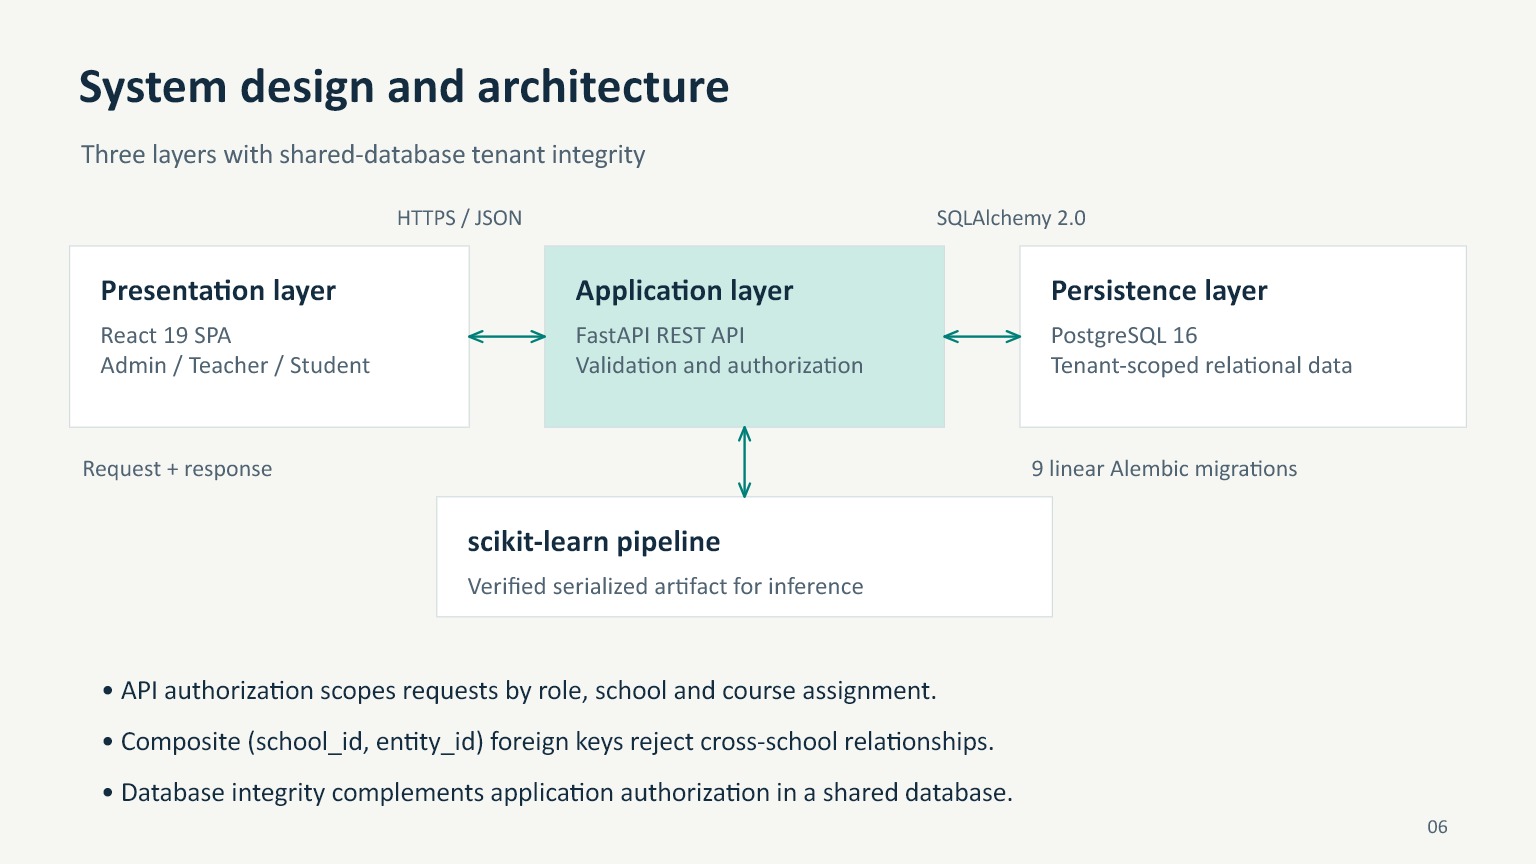 System design and architecture
Three layers with shared-database tenant integrity
HTTPS / JSON
SQLAlchemy 2.0
Presentation layer
React 19 SPA
Admin / Teacher / Student
Application layer
FastAPI REST API
Validation and authorization
Persistence layer
PostgreSQL 16
Tenant-scoped relational data
Request + response
9 linear Alembic migrations
scikit-learn pipeline
Verified serialized artifact for inference
• API authorization scopes requests by role, school and course assignment.
• Composite (school_id, entity_id) foreign keys reject cross-school relationships.
• Database integrity complements application authorization in a shared database.
06